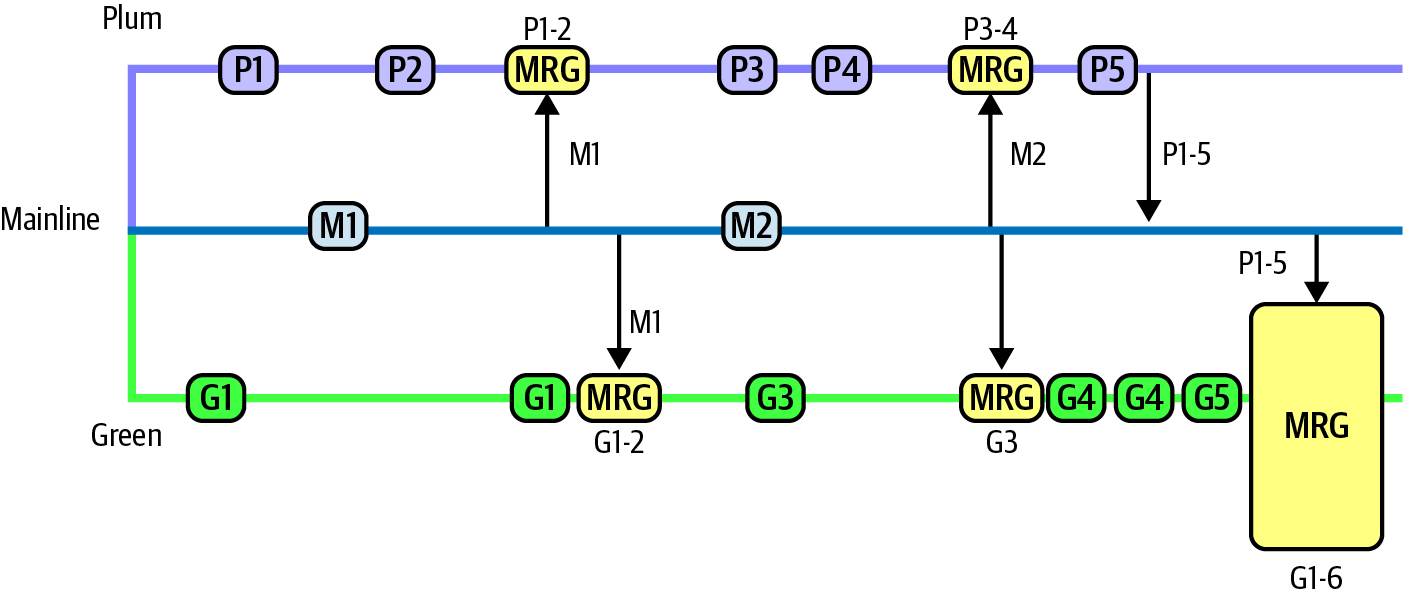 Plum
P1-2
P3-4
P1
P2
MRG
P3
P4
MRG
P5
M1
M2
P1-5
Mainline
M1
M2
P1-5
M1
G1
G1
MRG
G3
MRG
G4
G4
G5
MRG
Green
G1-2
G3
G1-6